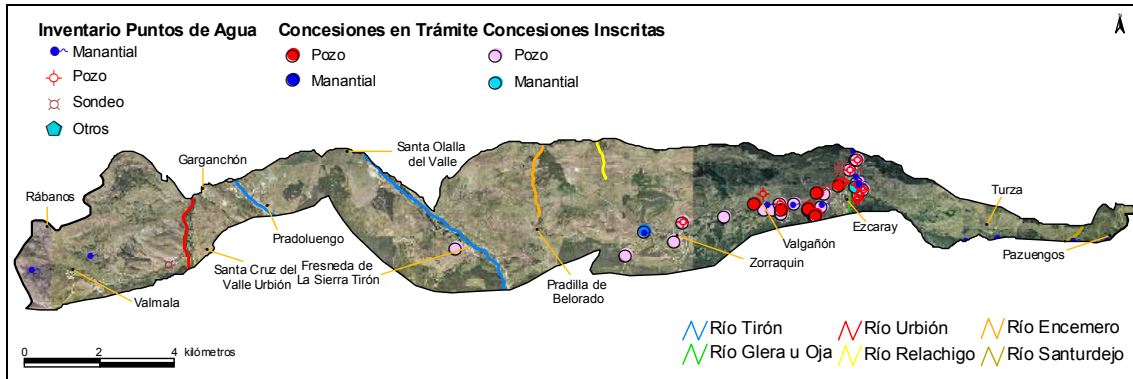 Inventario Puntos de Agua
Manantial
Pozo
Sondeo
Otros
Concesiones en Trámite
Pozo
Manantial
Concesiones Inscritas
Pozo
Manantial
N
Rábanos
Garganchón
Santa Olalla
del Valle
Pradoluengo
Valmala
Santa Cruz del
Valle Urbión
Fresneda de
La Sierra Tirón
Pradilla de
Belorado
Zorraquin
Valgañón
Ezcaray
Turza
Pazuengos
0 2 4 kilómetros
Río Tirón
Río Urbión
Río Encemero
Río Glera u Oja
Río Relachigo
Río Santurdejo